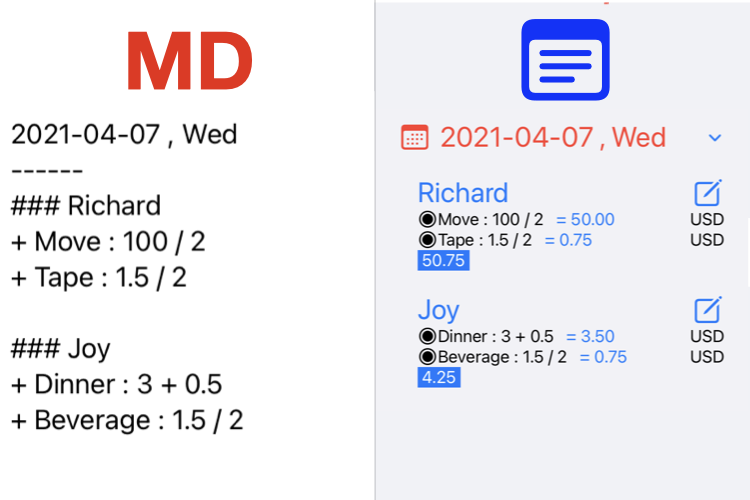 MD
2021-04-07 , Wed
------
### Richard
+ Move : 100 / 2
+ Tape : 1.5 / 2
### Joy
+ Dinner : 3 + 0.5
+ Beverage : 1.5 / 2
2021-04-07 , Wed
Richard
Move : 100 / 2 = 50.00 USD
Tape : 1.5 / 2 = 0.75 USD
50.75
Joy
Dinner : 3 + 0.5 = 3.50 USD
Beverage : 1.5 / 2 = 0.75 USD
4.25